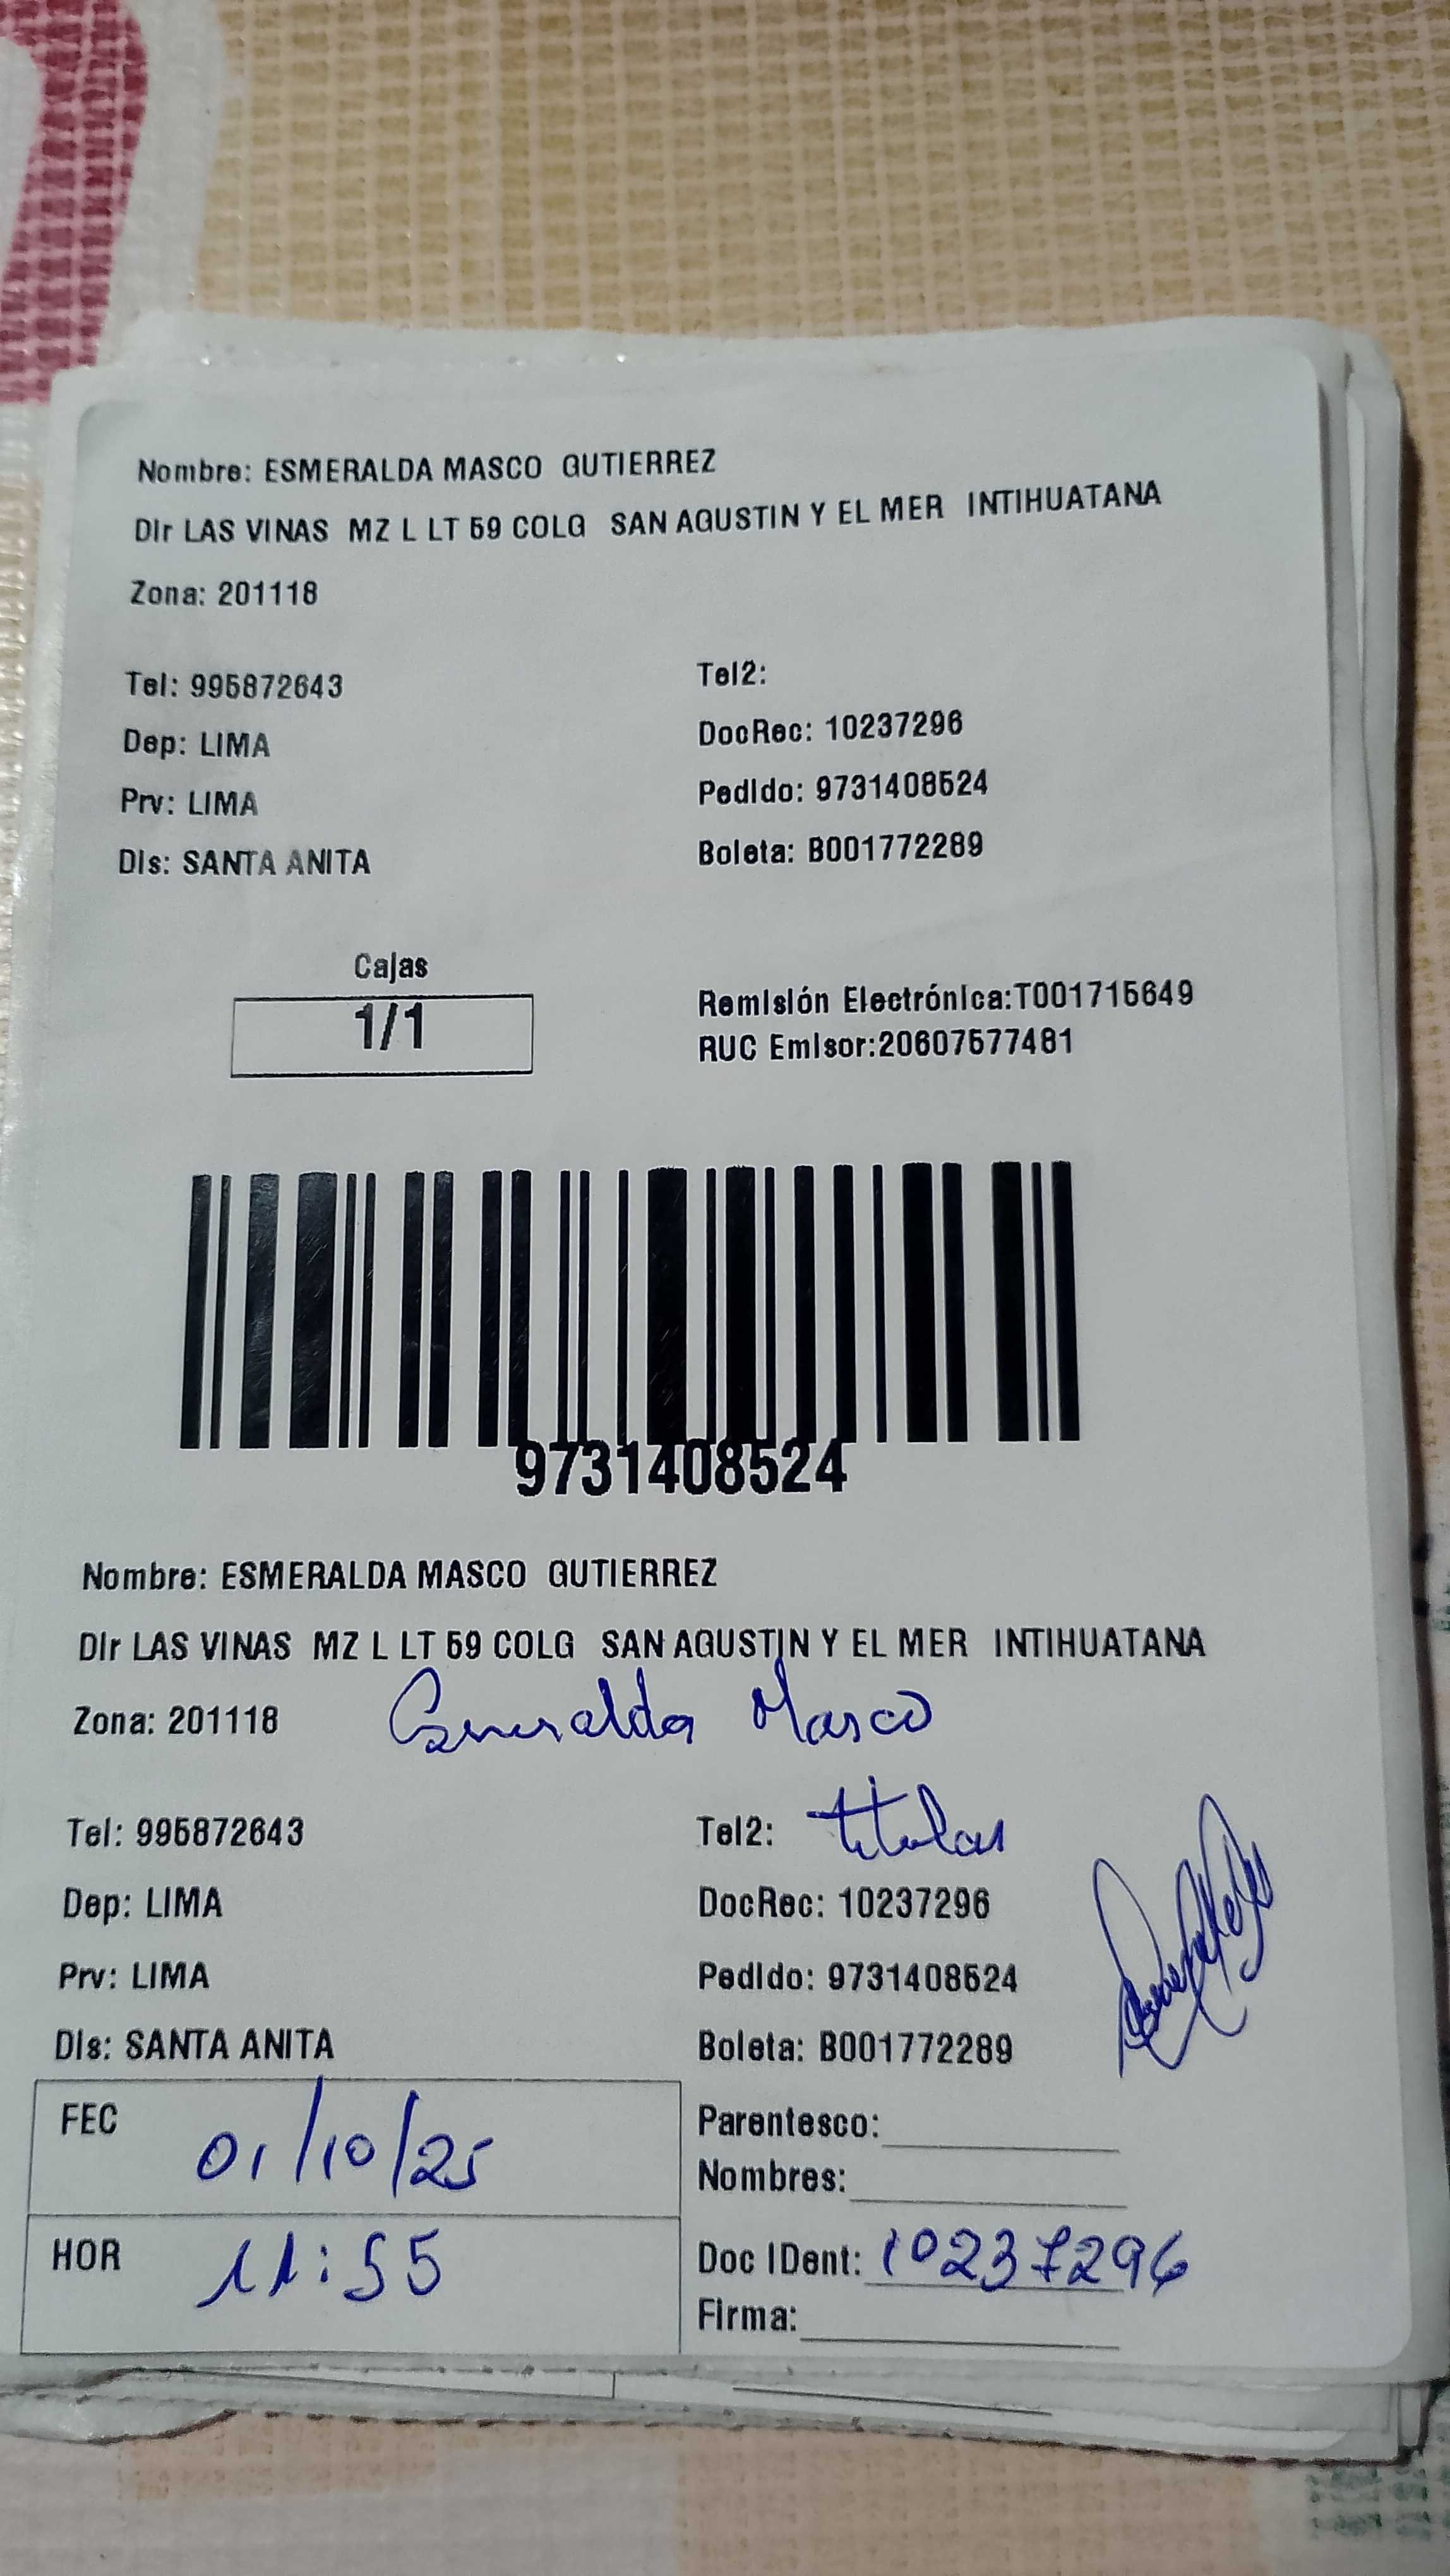 Nombre: ESMERALDA MASCO GUTIERREZ
Dir LAS VINAS MZ L LT 59 COLG SAN AGUSTIN Y EL MER INTIHUATANA
Zona: 201118
Tel: 995872643
Tel2:
Dep: LIMA
DocRec: 10237296
Prv: LIMA
Pedido: 9731408524
Dis: SANTA ANITA
Boleta: B001772289
Cajas
1/1
Remisión Electrónica:T001715649
RUC Emisor:20607577481
9731408524
Nombre: ESMERALDA MASCO GUTIERREZ
Dir LAS VINAS MZ L LT 59 COLG SAN AGUSTIN Y EL MER INTIHUATANA
Zona: 201118 Esmeralda Masco
Tel: 995872643
Tel2: titular
Dep: LIMA
DocRec: 10237296
Prv: LIMA
Pedido: 9731408524
Dis: SANTA ANITA
Boleta: B001772289
FEC 01/10/25
Parentesco:
Nombres:
HOR 11:55
Doc IDent: 10237296
Firma: